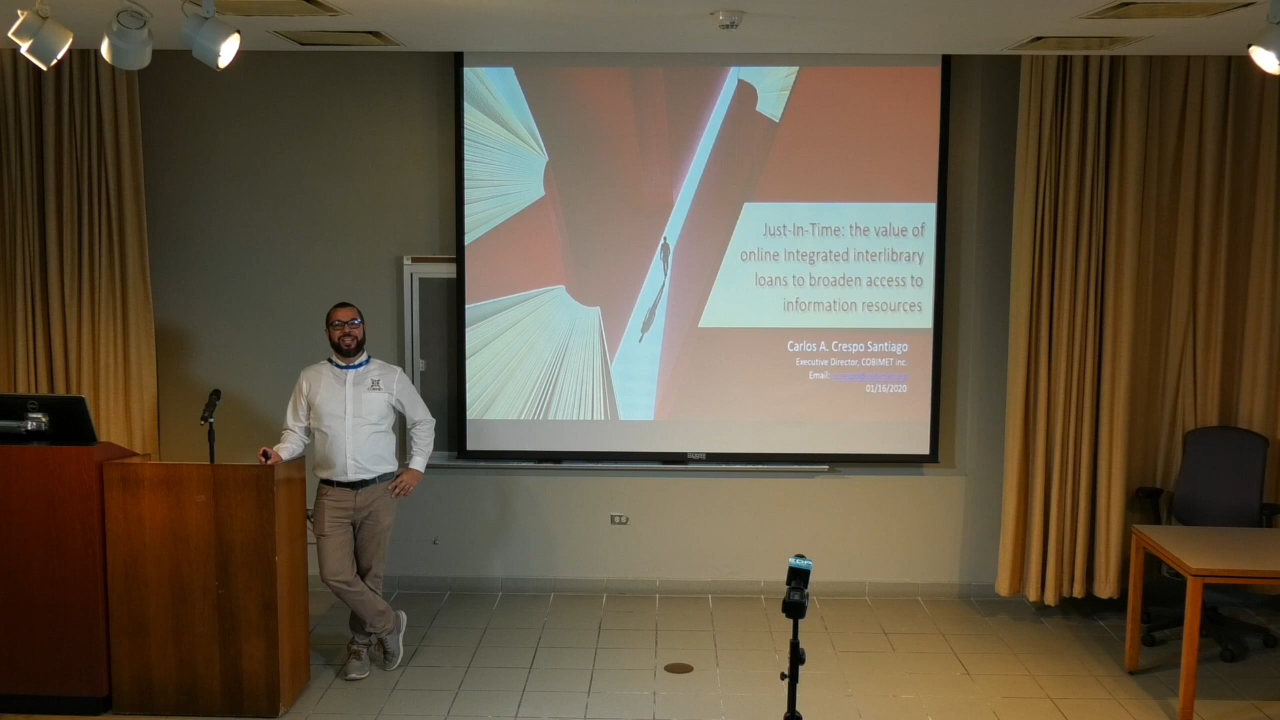 Just-In-Time: the value of
online Integrated interlibrary
loans to broaden access to
information resources
Carlos A. Crespo Santiago
Executive Director, COBIMET inc.
Email:
01/16/2020